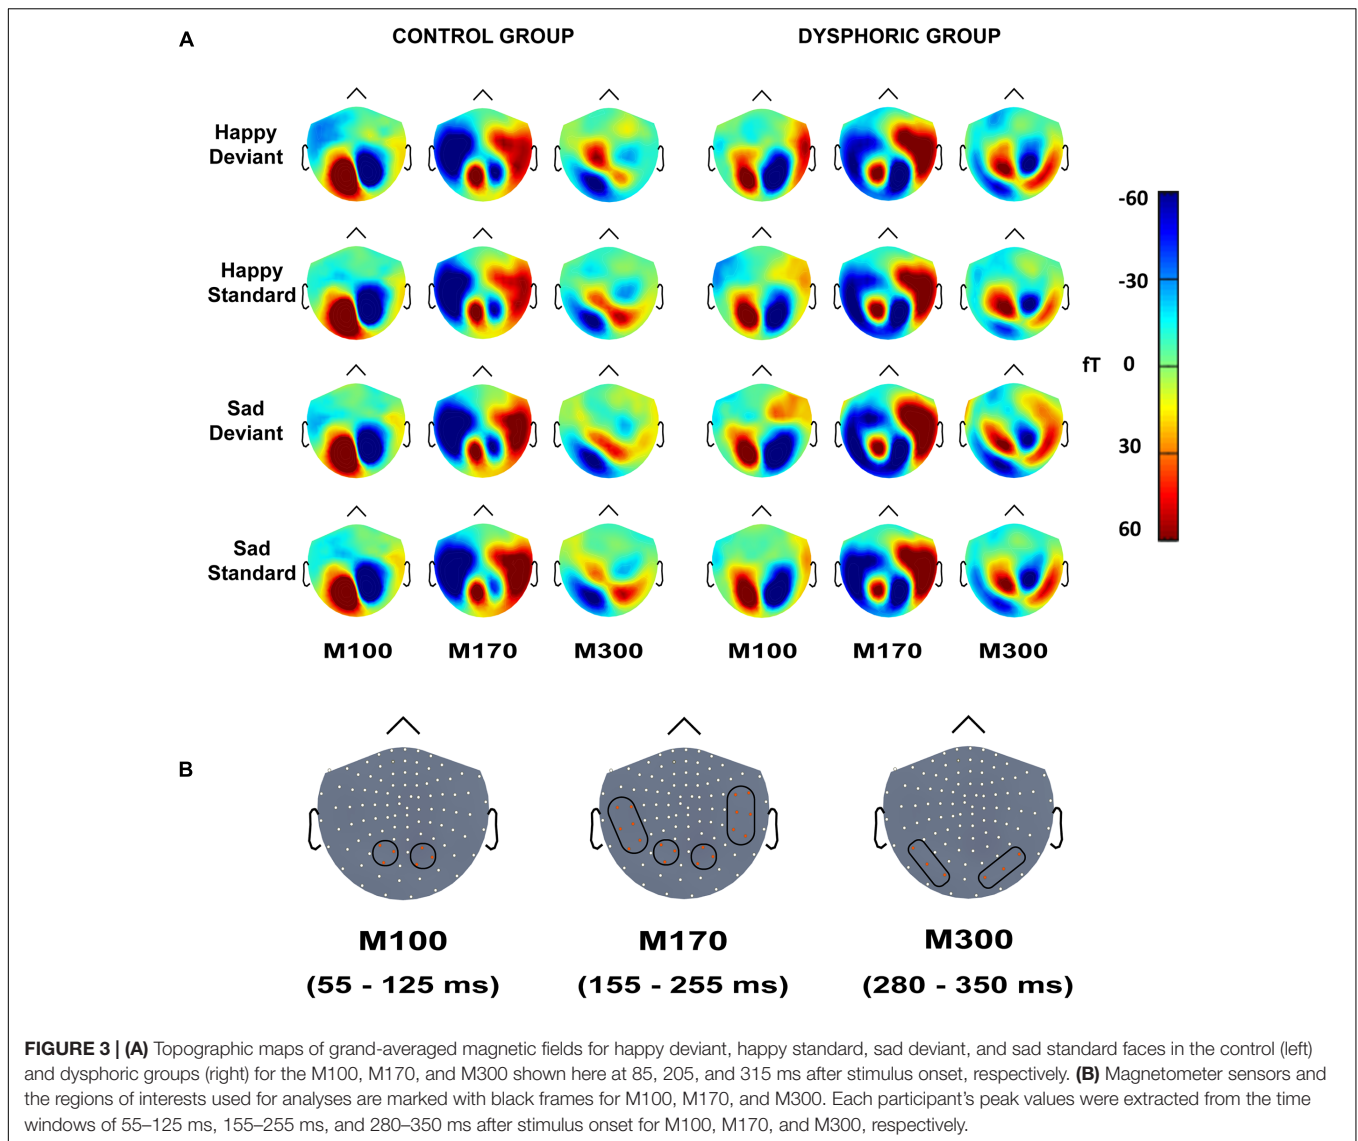 A
CONTROL GROUP
DYSPHORIC GROUP
Happy
Deviant
Happy
Standard
Sad
Deviant
Sad
Standard
-60
-30
fT 0
30
60
M100 M170 M300 M100 M170 M300
B
M100 M170 M300
(55 - 125 ms) (155 - 255 ms) (280 - 350 ms)
FIGURE 3 | (A) Topographic maps of grand-averaged magnetic fields for happy deviant, happy standard, sad deviant, and sad standard faces in the control (left)
and dysphoric groups (right) for the M100, M170, and M300 shown here at 85, 205, and 315 ms after stimulus onset, respectively. (B) Magnetometer sensors and
the regions of interests used for analyses are marked with black frames for M100, M170, and M300. Each participant's peak values were extracted from the time
windows of 55–125 ms, 155–255 ms, and 280–350 ms after stimulus onset for M100, M170, and M300, respectively.